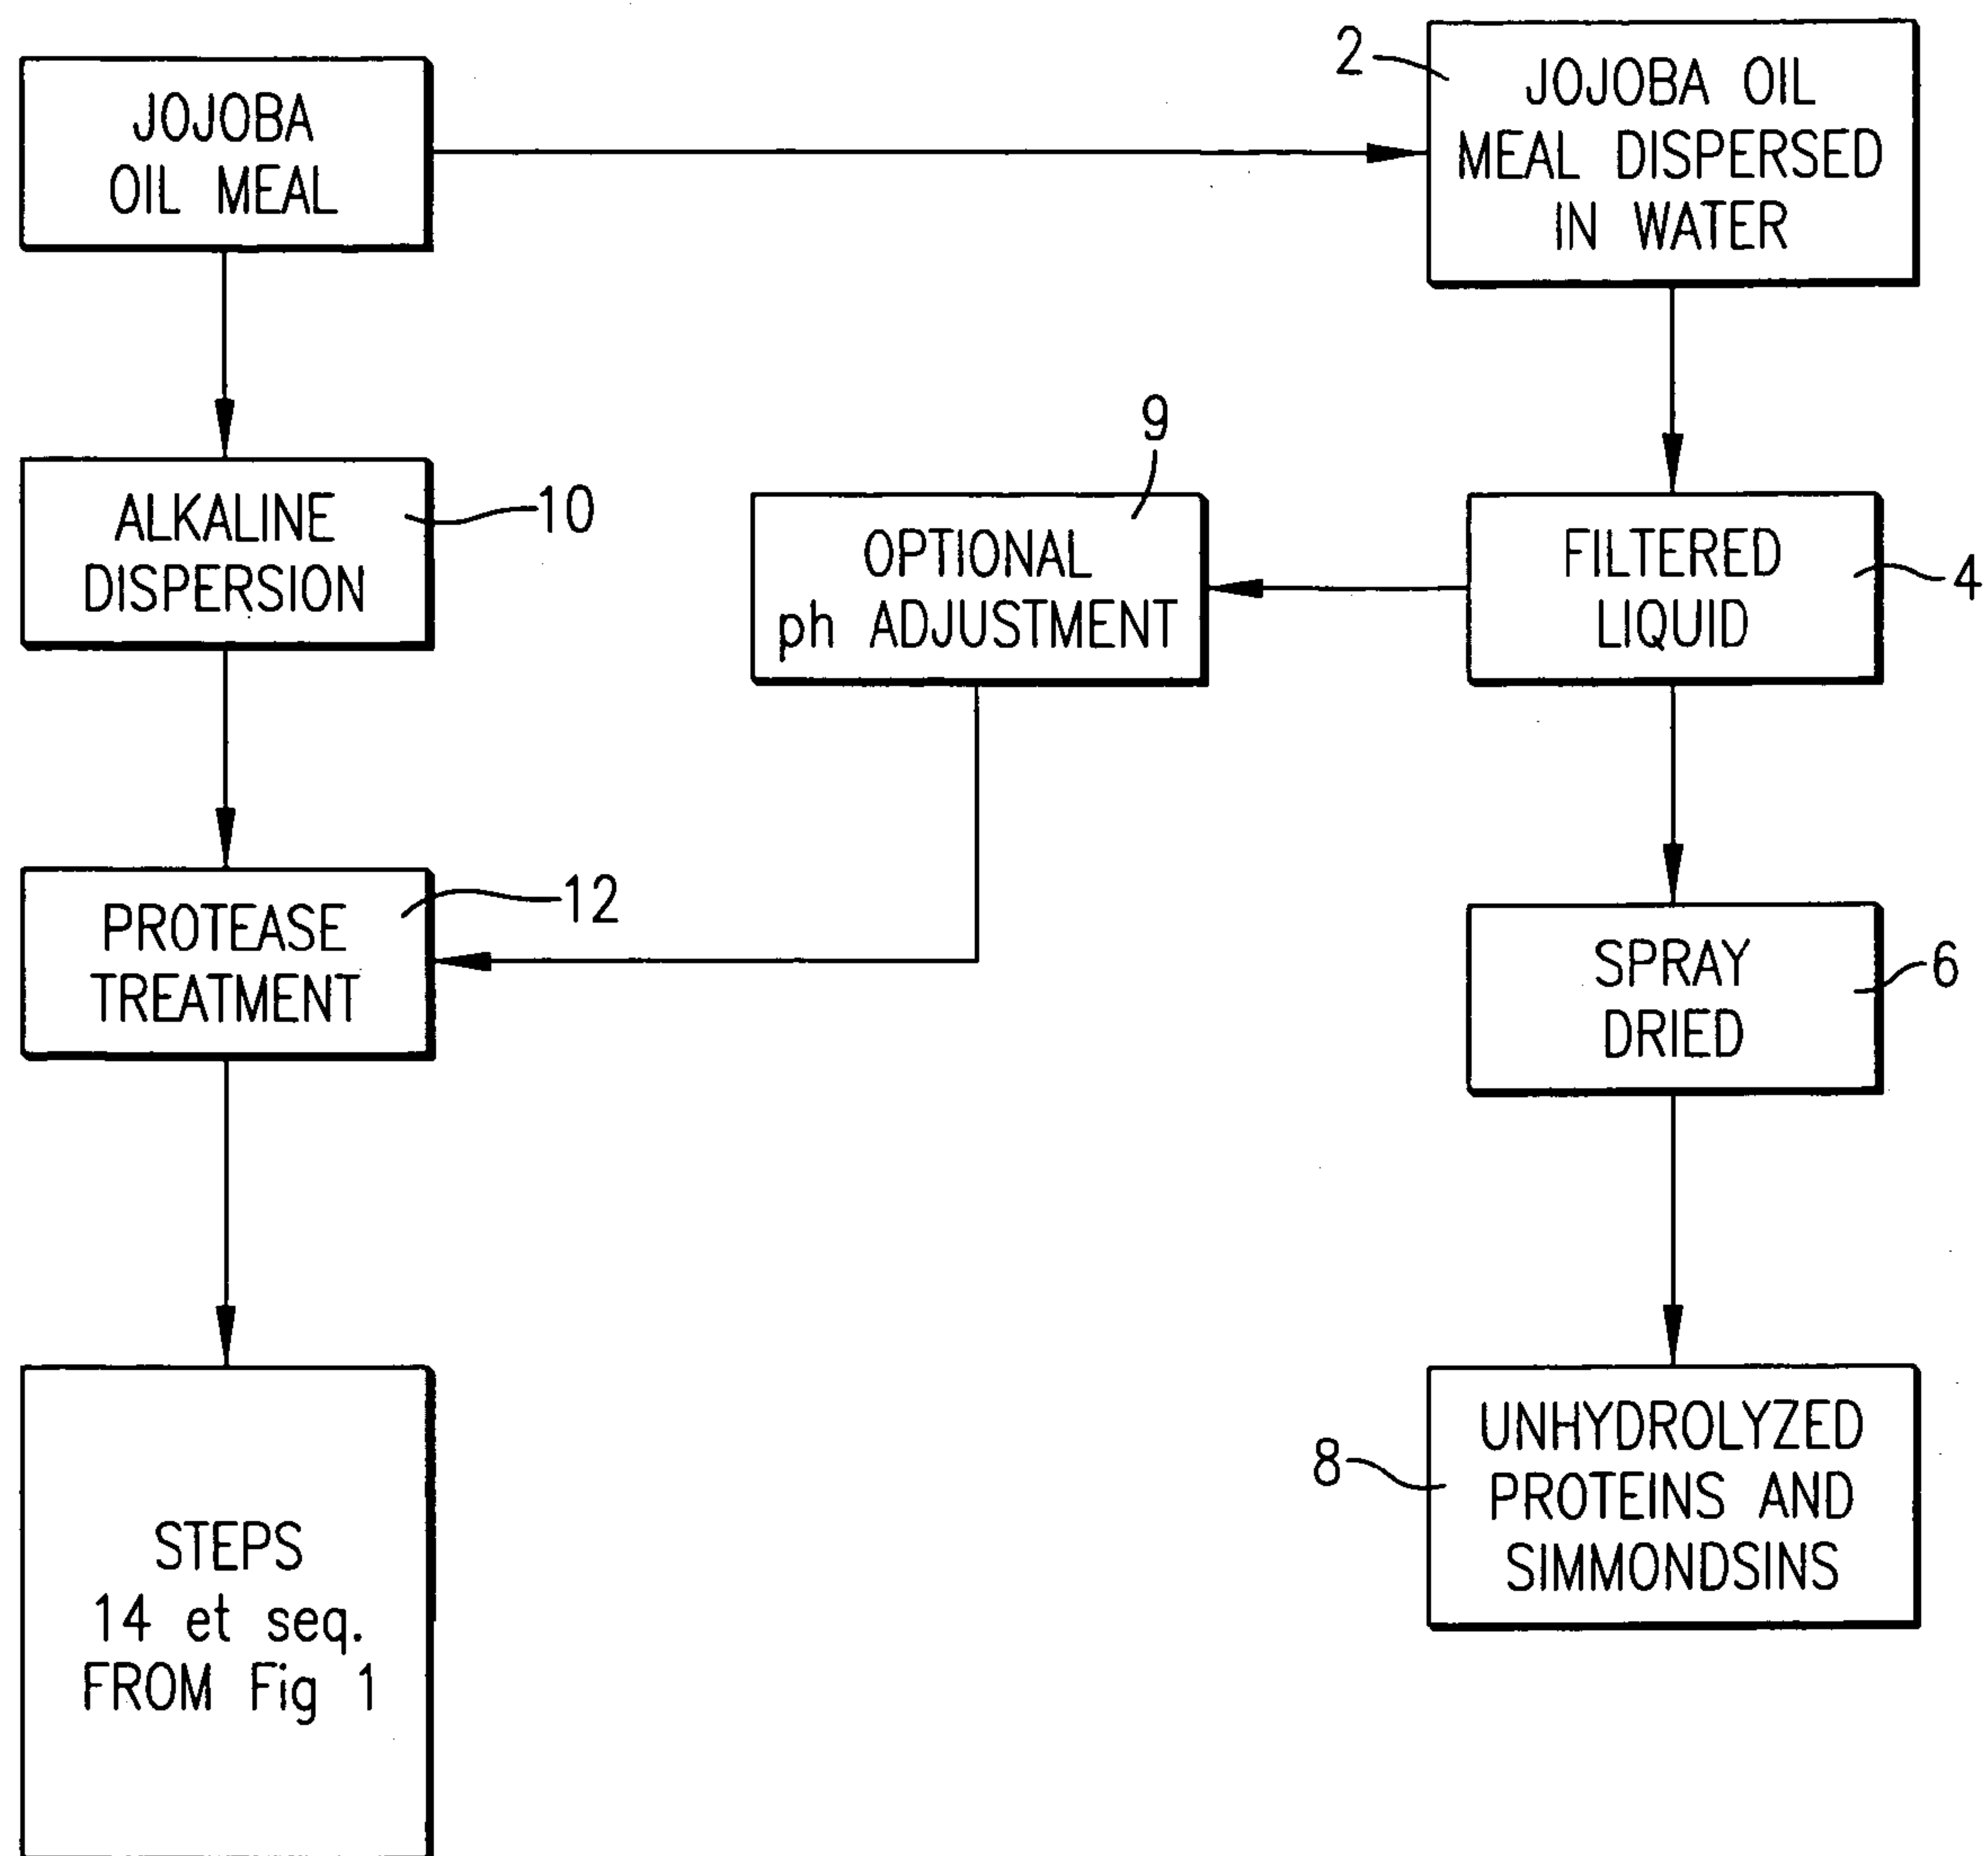 JOJOBA
OIL MEAL
2
JOJOBA OIL
MEAL DISPERSED
IN WATER
ALKALINE
DISPERSION
10
9
OPTIONAL
ph ADJUSTMENT
FILTERED
LIQUID
4
PROTEASE
TREATMENT
12
SPRAY
DRIED
6
STEPS
14 et seq.
FROM Fig 1
8
UNHYDROLYZED
PROTEINS AND
SIMMONDSINS